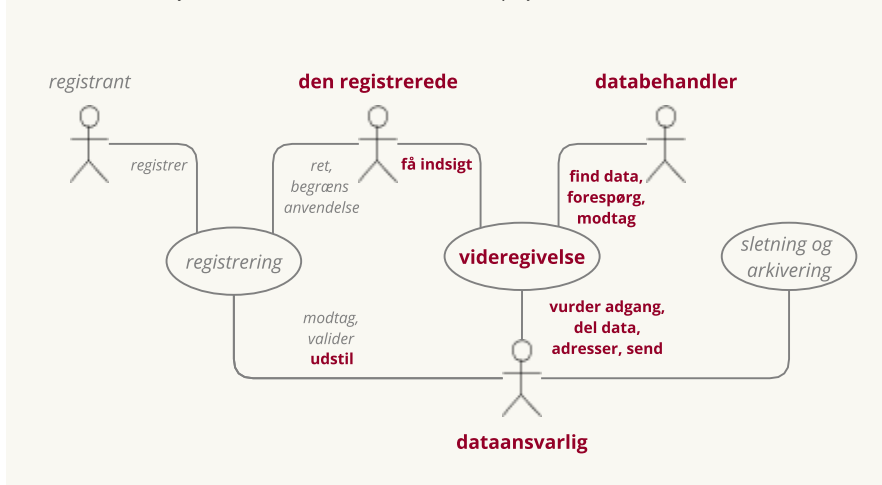 registrant
den registrerede
databehandler
registrer
ret,
begræns
anvendelse
få indsigt
find data,
forespørg,
modtag
registrering
videregivelse
sletning og
arkivering
modtag,
valider
udstil
vurder adgang,
del data,
adresser, send
dataansvarlig